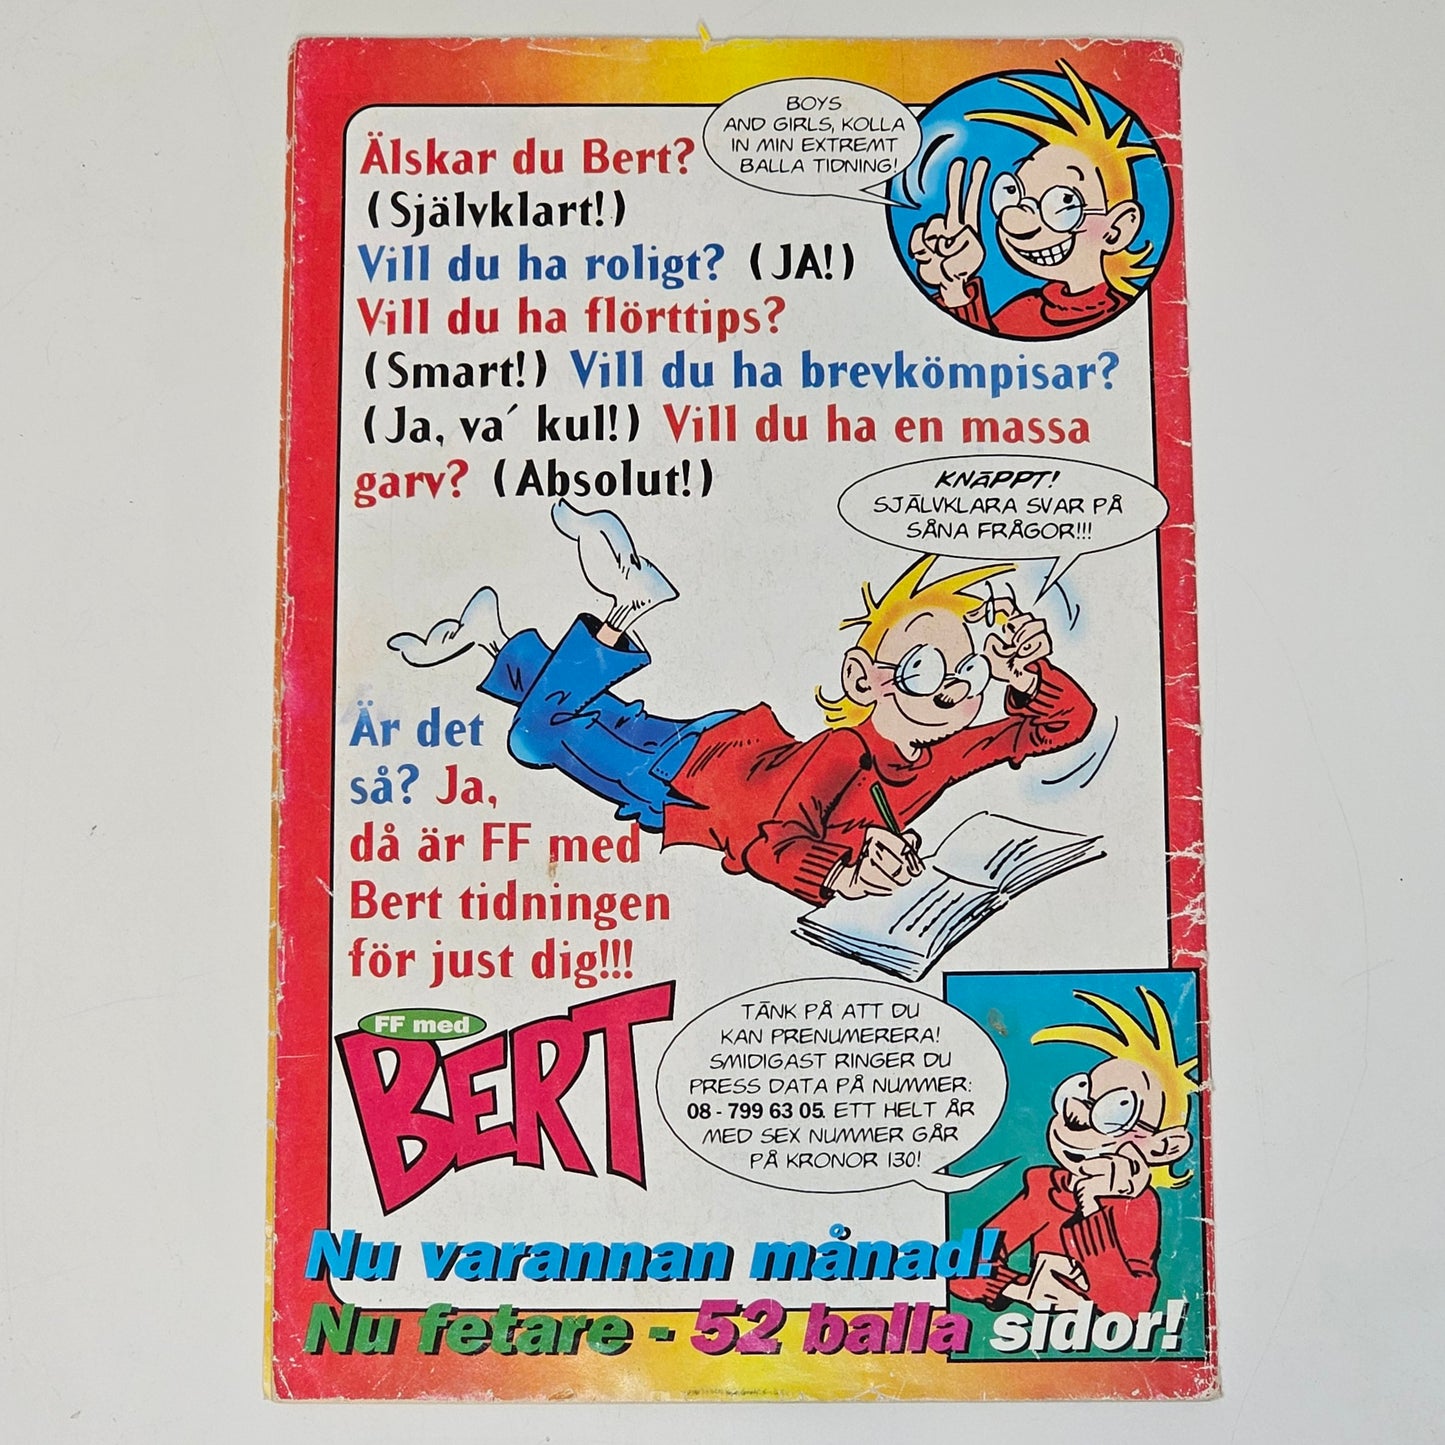 BOYS
AND GIRLS, KOLLA
IN MIN EXTREMT
BALLA TIDNING!
Älskar du Bert?
(Självklart!)
Vill du ha roligt? (JA!)
Vill du ha flörttips?
(Smart!) Vill du ha brevkömpisar?
(Ja, va´ kul!) Vill du ha en massa
garv? (Absolut!)
KNÄPPT!
SJÄLVKLARA SVAR PÅ
SÅNA FRÅGOR!!!
Är det
så? Ja,
då är FF med
Bert tidningen
för just dig!!!
FF med
BERT
TÄNK PÅ ATT DU
KAN PRENUMERERA!
SMIDIGAST RINGER DU
PRESS DATA PÅ NUMMER:
08 - 799 63 05. ETT HELT ÅR
MED SEX NUMMER GÅR
PÅ KRONOR 130!
Nu varannan månad!
Nu fetare - 52 balla sidor!